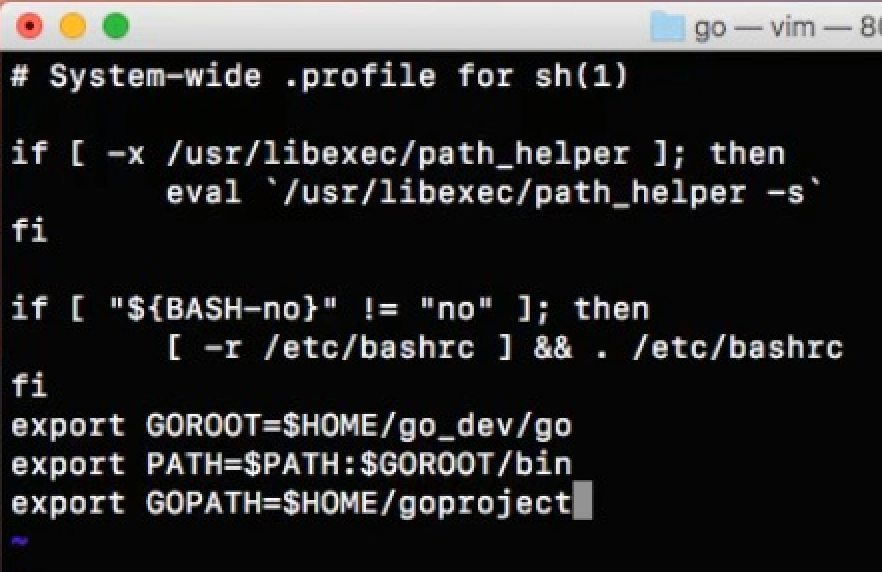 go — vim — 80
# System-wide .profile for sh(1)
if [ -x /usr/libexec/path_helper ]; then
eval `/usr/libexec/path_helper -s`
fi
if [ "${BASH-no}" != "no" ]; then
[ -r /etc/bashrc ] && . /etc/bashrc
fi
export GOROOT=$HOME/go_dev/go
export PATH=$PATH:$GOROOT/bin
export GOPATH=$HOME/goproject
~